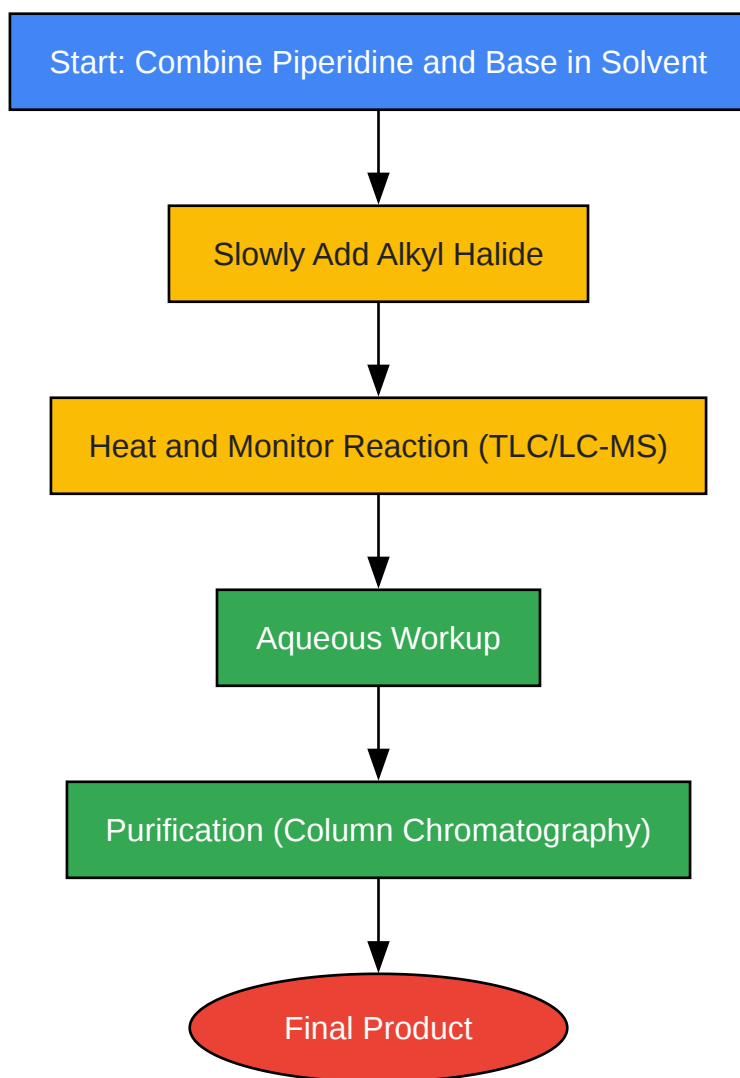 Start: Combine Piperidine and Base in Solvent
Slowly Add Alkyl Halide
Heat and Monitor Reaction (TLC/LC-MS)
Aqueous Workup
Purification (Column Chromatography)
Final Product